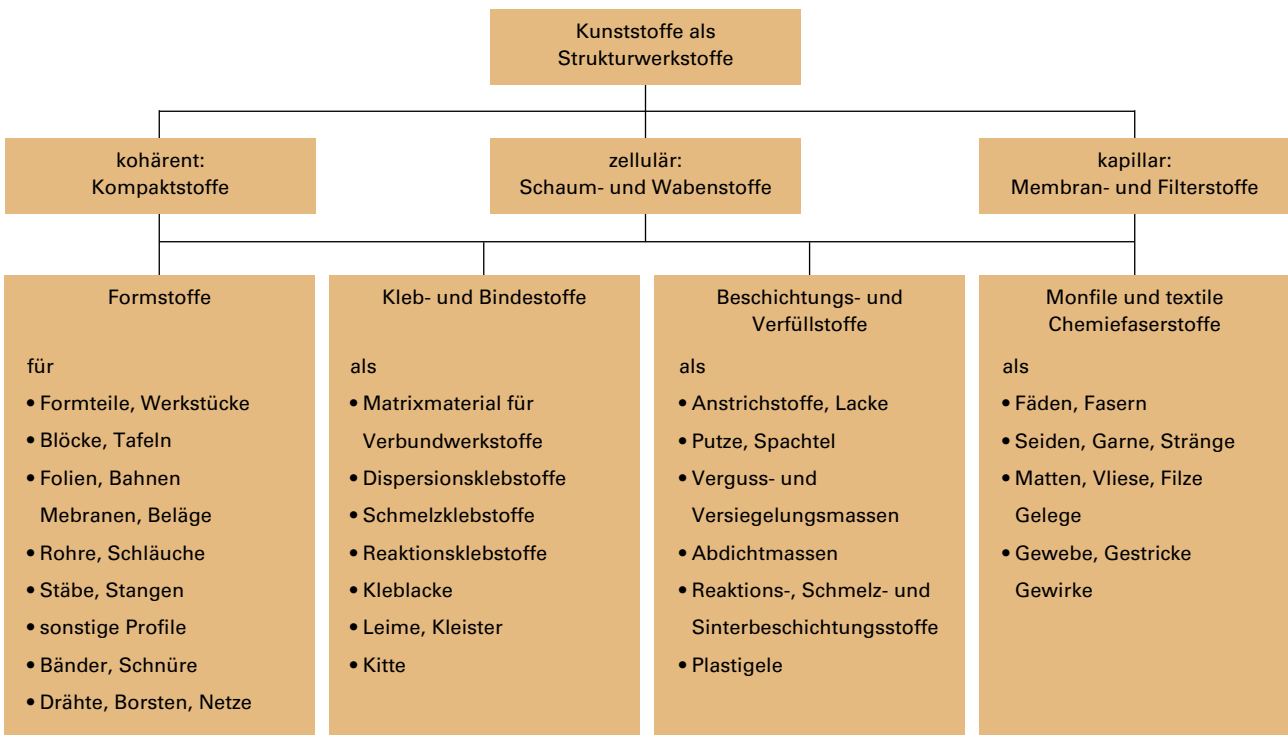 Kunststoffe als
Strukturwerkstoffe
kohärent:
Kompaktstoffe
zellulär:
Schaum- und Wabenstoffe
kapillar:
Membran- und Filterstoffe
Formstoffe
für
• Formteile, Werkstücke
• Blöcke, Tafeln
• Folien, Bahnen
Mebranen, Beläge
• Rohre, Schläuche
• Stäbe, Stangen
• sonstige Profile
• Bänder, Schnüre
• Drähte, Borsten, Netze
Kleb- und Bindestoffe
als
• Matrixmaterial für
Verbundwerkstoffe
• Dispersionsklebstoffe
• Schmelzklebstoffe
• Reaktionsklebstoffe
• Kleblacke
• Leime, Kleister
• Kitte
Beschichtungs- und
Verfüllstoffe
als
• Anstrichstoffe, Lacke
• Putze, Spachtel
• Verguss- und
Versiegelungsmassen
• Abdichtmassen
• Reaktions-, Schmelz- und
Sinterbeschichtungsstoffe
• Plastigele
Monfile und textile
Chemiefaserstoffe
als
• Fäden, Fasern
• Seiden, Garne, Stränge
• Matten, Vliese, Filze
Gelege
• Gewebe, Gestricke
Gewirke